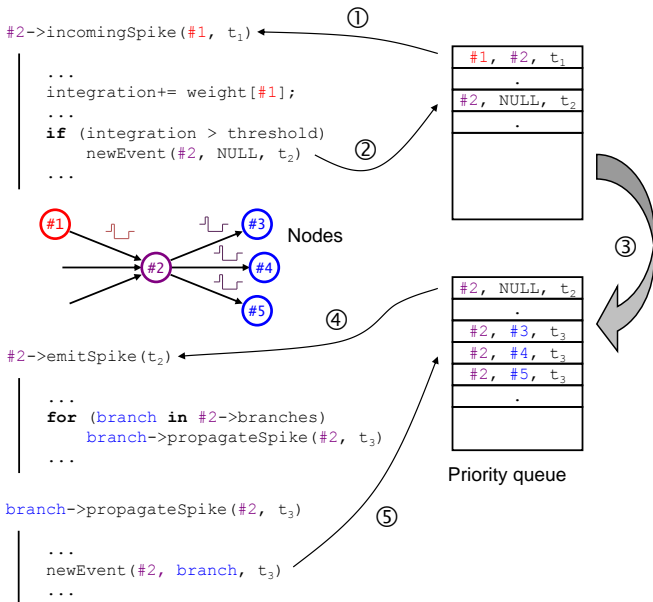 ①
#2->incomingSpike(#1, t₁)
...
integration+= weight[#1];
...
if (integration > threshold)
newEvent(#2, NULL, t₂)
...
②
#1, #2, t₁
.
#2, NULL, t₂
.
③
#1
#2
#3
#4
#5
Nodes
#2, NULL, t₂
.
#2, #3, t₃
#2, #4, t₃
#2, #5, t₃
.
Priority queue
④
#2->emitSpike(t₂)
...
for (branch in #2->branches)
branch->propagateSpike(#2, t₃)
...
⑤
branch->propagateSpike(#2, t₃)
...
newEvent(#2, branch, t₃)
...